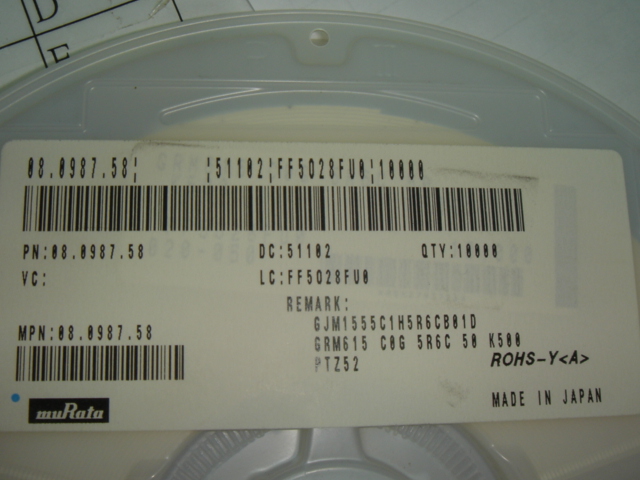 D
E
08.0987.58¦ ¦51102¦FF5028FU0¦10000
PN:08.0987.58 DC:51102 QTY:10000
VC: LC:FF5028FU0
REMARK:
GJM1555C1H5R6CB01D
MPN:08.0987.58 GRM615 C0G 5R6C 50 K500
PTZ52 ROHS-Y<A>
muRata MADE IN JAPAN